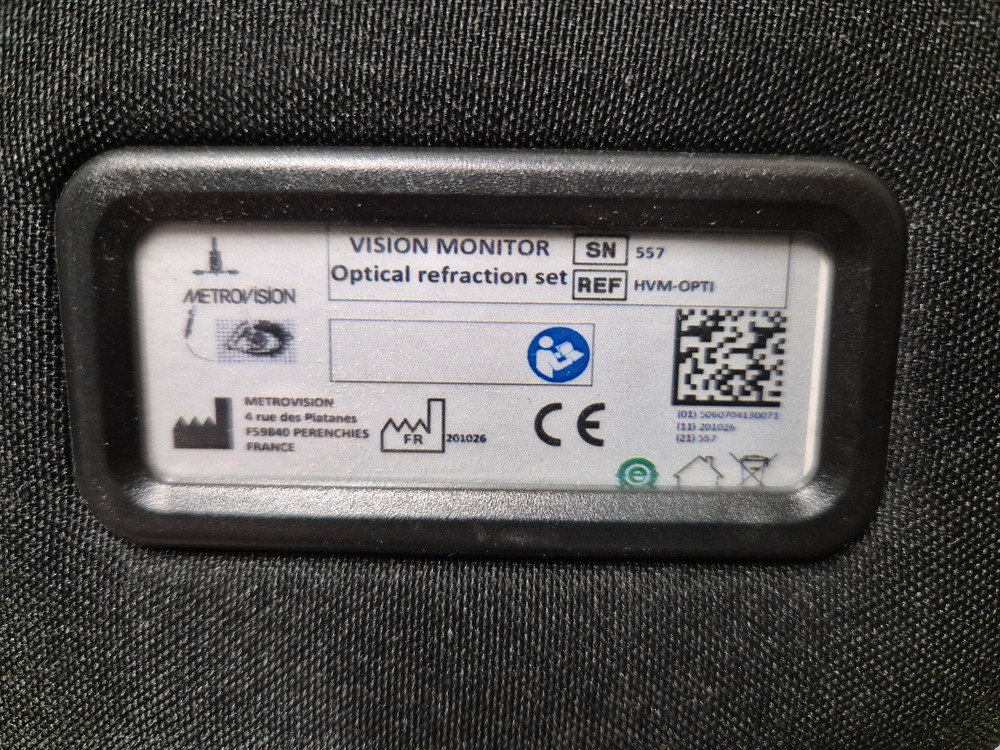 VISION MONITOR SN 557
Optical refraction set REF HVM-OPTI
METROVISION
METROVISION
4 rue des Platanes
F59840 PERENCHIES
FRANCE
FR 201026
CE
(01) 5060704130071
(11) 201026
(21) 557
e